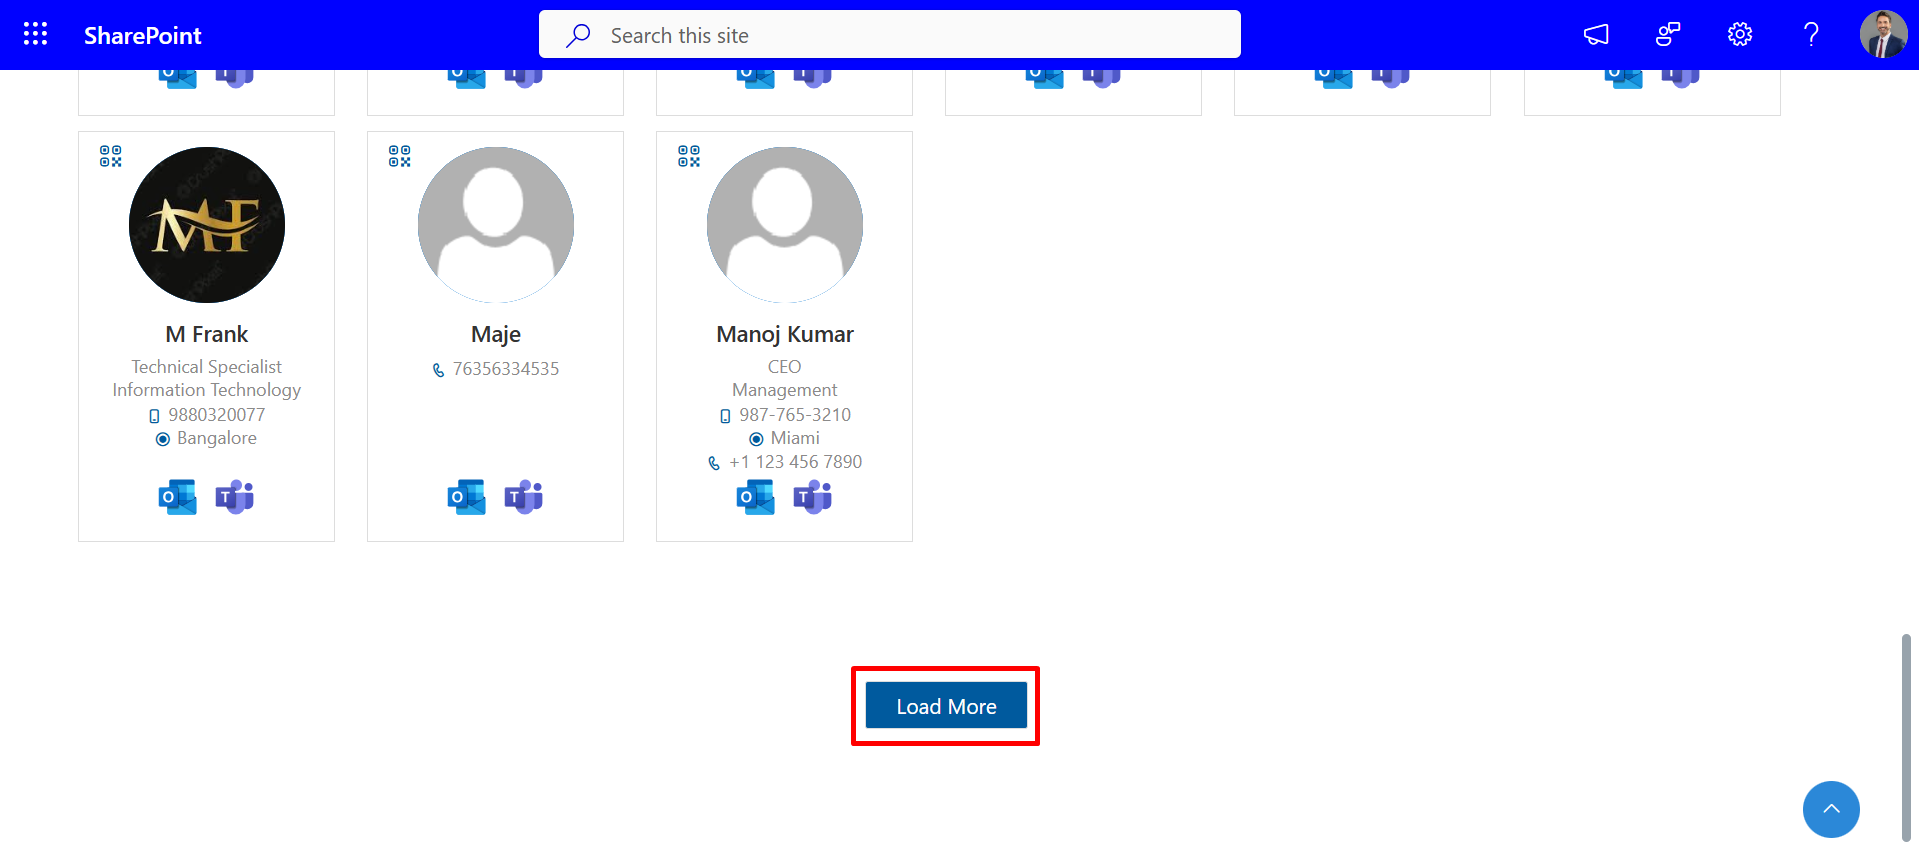 SharePoint
Search this site
MF
M Frank
Technical Specialist
Information Technology
9880320077
Bangalore
Maje
76356334535
Manoj Kumar
CEO
Management
987-765-3210
Miami
+1 123 456 7890
Load More